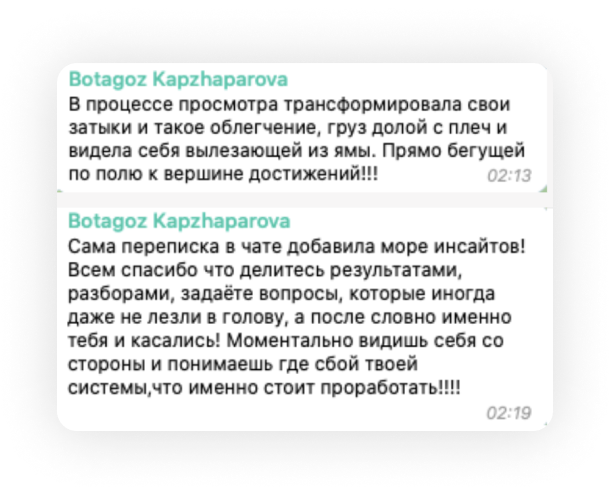 Botagoz Kapzhaparova
В процессе просмотра трансформировала свои
затыки и такое облегчение, груз долой с плеч и
видела себя вылезающей из ямы. Прямо бегущей
по полю к вершине достижений!!!
02:13
Botagoz Kapzhaparova
Сама переписка в чате добавила море инсайтов!
Всем спасибо что делитесь результатами,
разборами, задаёте вопросы, которые иногда
даже не лезли в голову, а после словно именно
тебя и касались! Моментально видишь себя со
стороны и понимаешь где сбой твоей
системы,что именно стоит проработать!!!!
02:19